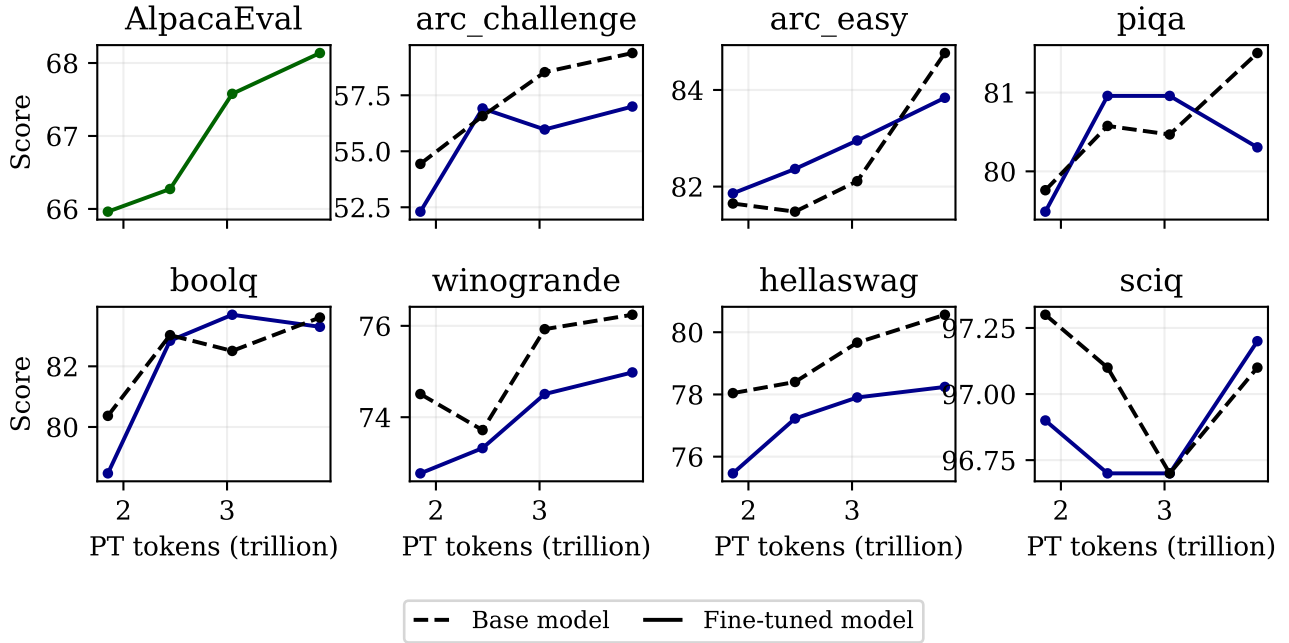 AlpacaEval
arc_challenge
arc_easy
piqa
Score
68
67
66
57.5
55.0
52.5
84
82
81
80
boolq
winogrande
hellaswag
sciq
Score
82
80
76
74
80
78
76
97.25
97.00
96.75
2 3
2 3
2 3
2 3
PT tokens (trillion)
PT tokens (trillion)
PT tokens (trillion)
PT tokens (trillion)
Base model
Fine-tuned model